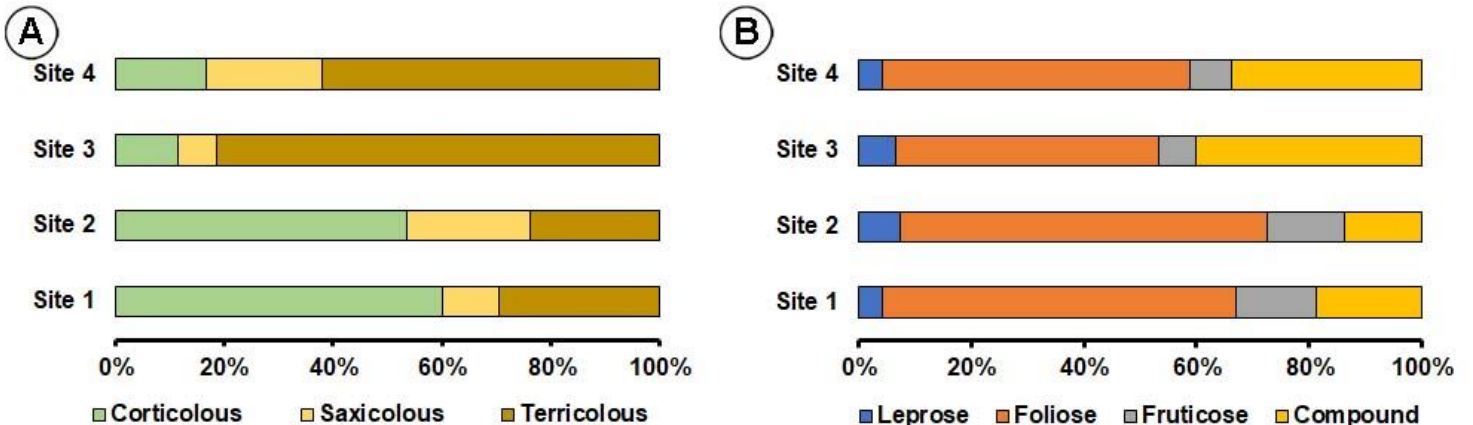 A
Site 4
Site 3
Site 2
Site 1
0% 20% 40% 60% 80% 100%
Corticolous Saxicolous Terricolous
B
Site 4
Site 3
Site 2
Site 1
0% 20% 40% 60% 80% 100%
Leprose Foliose Fruticose Compound